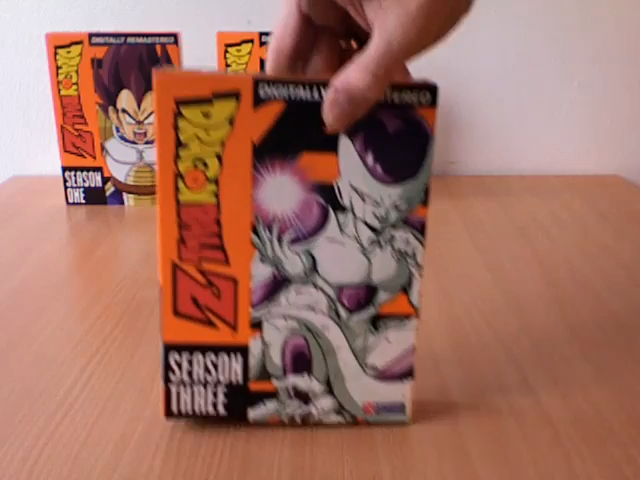 DIGITALLY REMASTERED
DRAGON BALL Z
SEASON
ONE
DRAGON BALL Z
SEASON
THREE